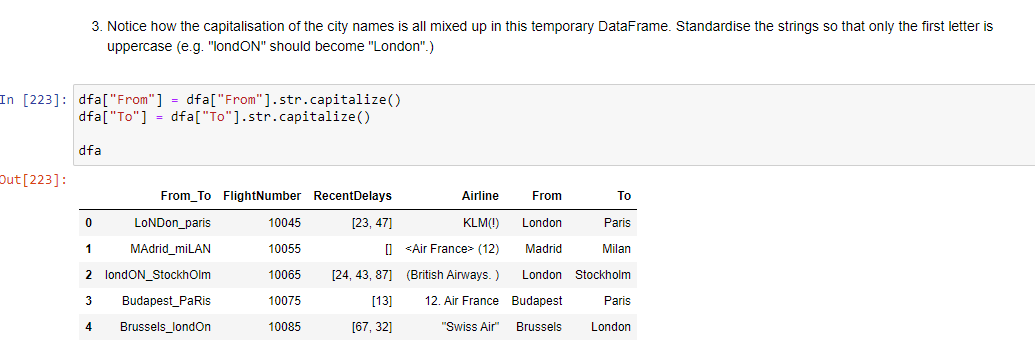 3. Notice how the capitalisation of the city names is all mixed up in this temporary DataFrame. Standardise the strings so that only the first letter is
uppercase (e.g. "londON" should become "London".)
In [223]: dfa["From"] = dfa["From"].str.capitalize()
dfa["To"] = dfa["To"].str.capitalize()
dfa
Out[223]:
From_To FlightNumber RecentDelays Airline From To
0 LoNDon_paris 10045 [23, 47] KLM(!) London Paris
1 MAdrid_miLAN 10055 [] <Air France> (12) Madrid Milan
2 londON_StockhOlm 10065 [24, 43, 87] (British Airways. ) London Stockholm
3 Budapest_PaRis 10075 [13] 12. Air France Budapest Paris
4 Brussels_londOn 10085 [67, 32] "Swiss Air" Brussels London